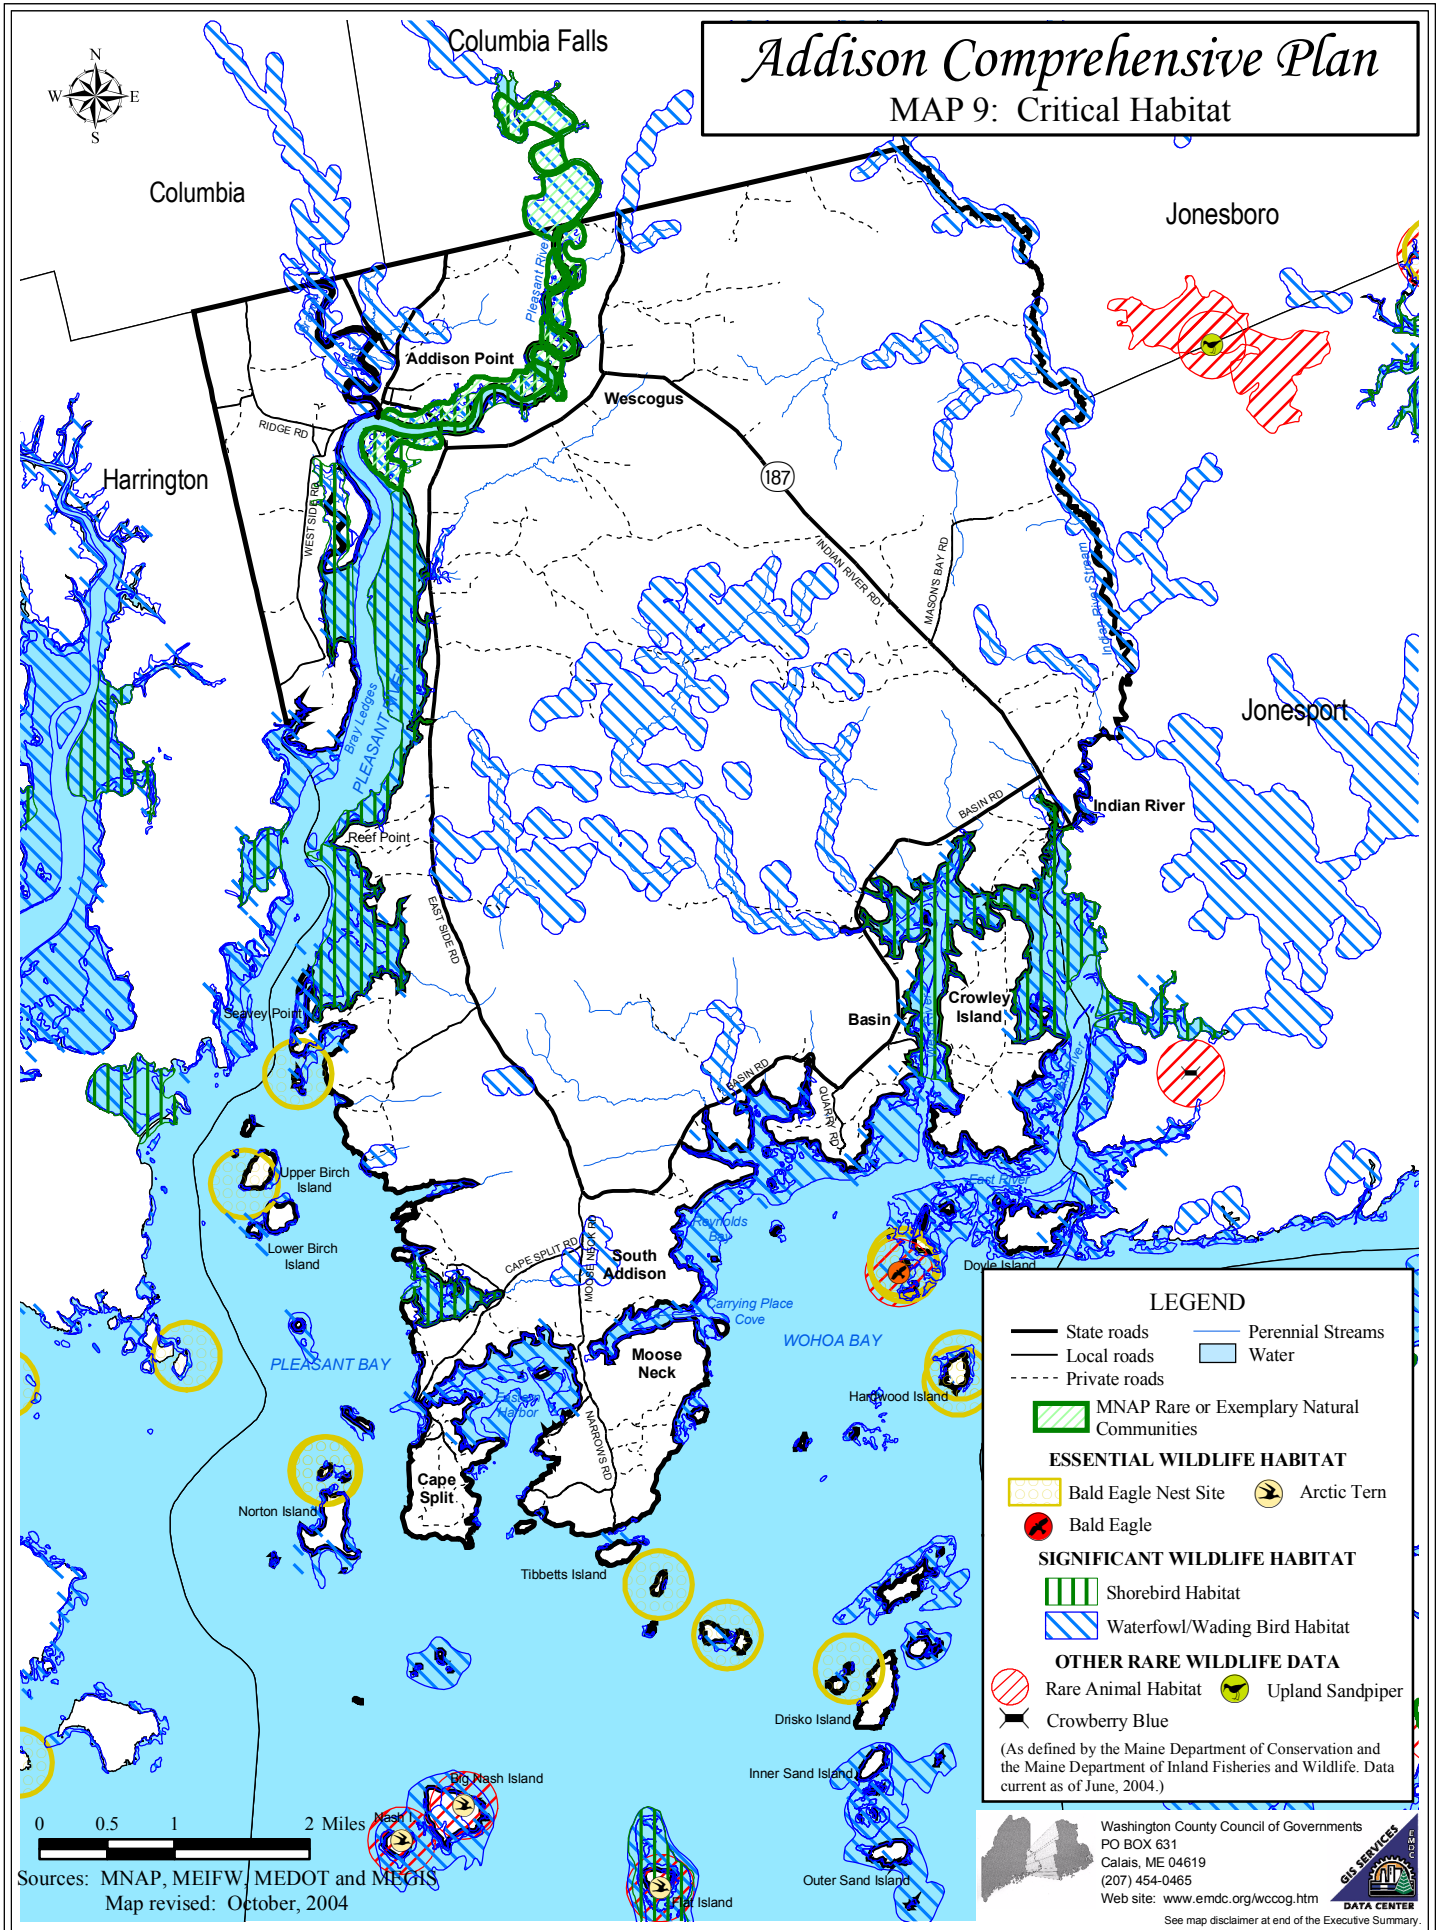 Addison Comprehensive Plan
MAP 9: Critical Habitat
N
W E
S
Columbia Falls
Columbia
Jonesboro
Harrington
Jonesport
Pleasant River
Addison Point
Wescogus
RIDGE RD
WEST SIDE RD
187
INDIAN RIVER RD
MASON'S BAY RD
Indian River Stream
Bray Ledges
PLEASANT RIVER
Reef Point
BASIN RD
Indian River
EAST SIDE RD
Seavey Point
Basin
Crowley
Island
West River
BASIN RD
QUARRY RD
East River
Upper Birch
Island
Lower Birch
Island
Reynolds
Bay
CAPE SPLIT RD
MOOSE NECK RD
South
Addison
Doyle Island
Carrying Place
Cove
WOHOA BAY
PLEASANT BAY
Moose
Neck
Eastern
Harbor
Hardwood Island
NARROWS RD
Cape
Split
Norton Island
Tibbetts Island
Drisko Island
Inner Sand Island
Big Nash Island
Nash I
Outer Sand Island
Flat Island
LEGEND
State roads
Perennial Streams
Local roads
Water
Private roads
MNAP Rare or Exemplary Natural
Communities
ESSENTIAL WILDLIFE HABITAT
Bald Eagle Nest Site
Arctic Tern
Bald Eagle
SIGNIFICANT WILDLIFE HABITAT
Shorebird Habitat
Waterfowl/Wading Bird Habitat
OTHER RARE WILDLIFE DATA
Rare Animal Habitat
Upland Sandpiper
Crowberry Blue
(As defined by the Maine Department of Conservation and
the Maine Department of Inland Fisheries and Wildlife. Data
current as of June, 2004.)
0 0.5 1 2 Miles
Sources: MNAP, MEIFW, MEDOT and MEGIS
Map revised: October, 2004
Washington County Council of Governments
PO BOX 631
Calais, ME 04619
(207) 454-0465
Web site: www.emdc.org/wccog.htm
GIS SERVICES
EMDC
DATA CENTER
See map disclaimer at end of the Executive Summary.